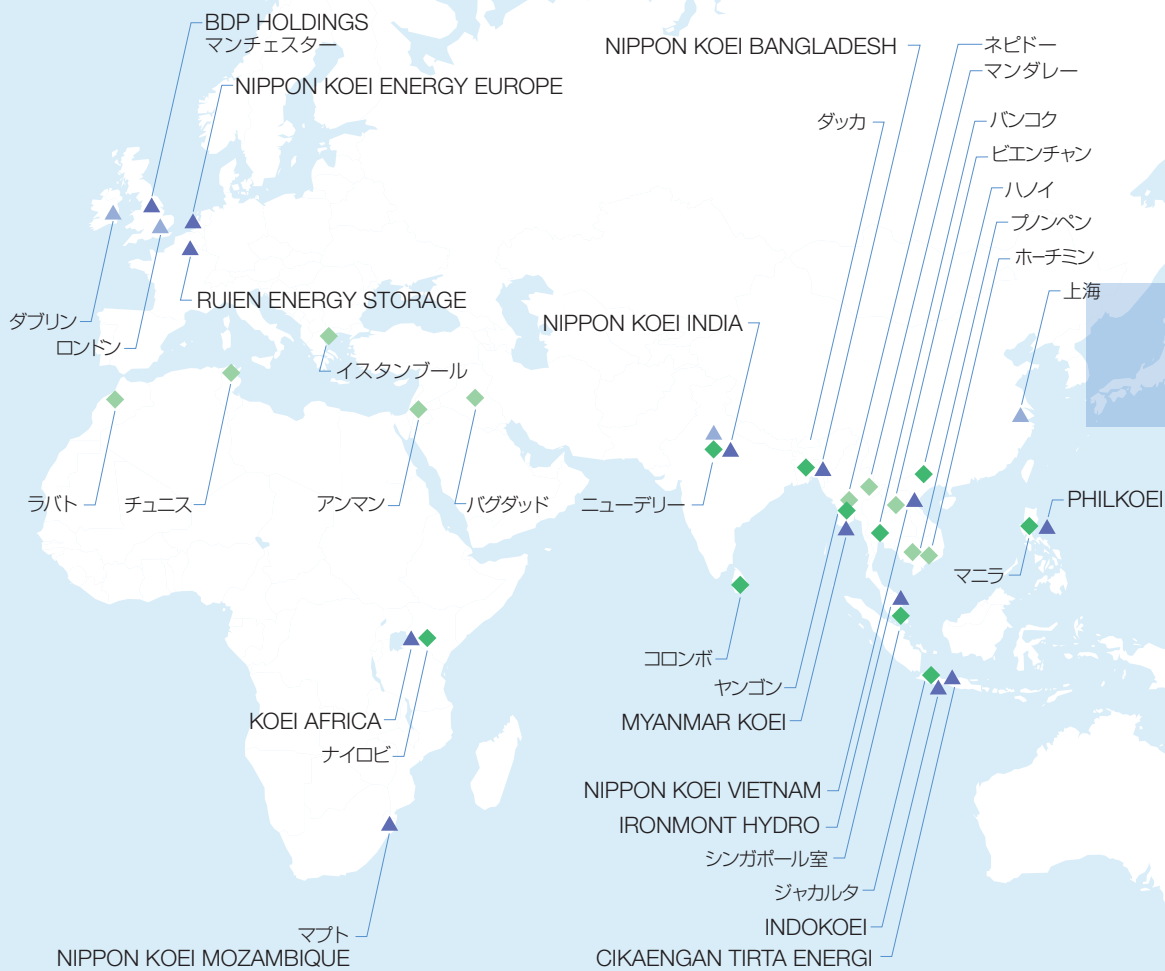 BDP HOLDINGS
マンチェスター
NIPPON KOEI ENERGY EUROPE
NIPPON KOEI BANGLADESH
ネピドー
マンダレー
ダッカ
バンコク
ビエンチャン
ハノイ
プノンペン
ホーチミン
上海
RUIEN ENERGY STORAGE
ダブリン
ロンドン
NIPPON KOEI INDIA
イスタンブール
ラバト
チュニス
アンマン
バグダッド
ニューデリー
PHILKOEI
マニラ
コロンボ
ヤンゴン
MYANMAR KOEI
KOEI AFRICA
ナイロビ
NIPPON KOEI VIETNAM
IRONMONT HYDRO
シンガポール室
ジャカルタ
INDOKOEI
CIKAENGAN TIRTA ENERGI
マプト
NIPPON KOEI MOZAMBIQUE